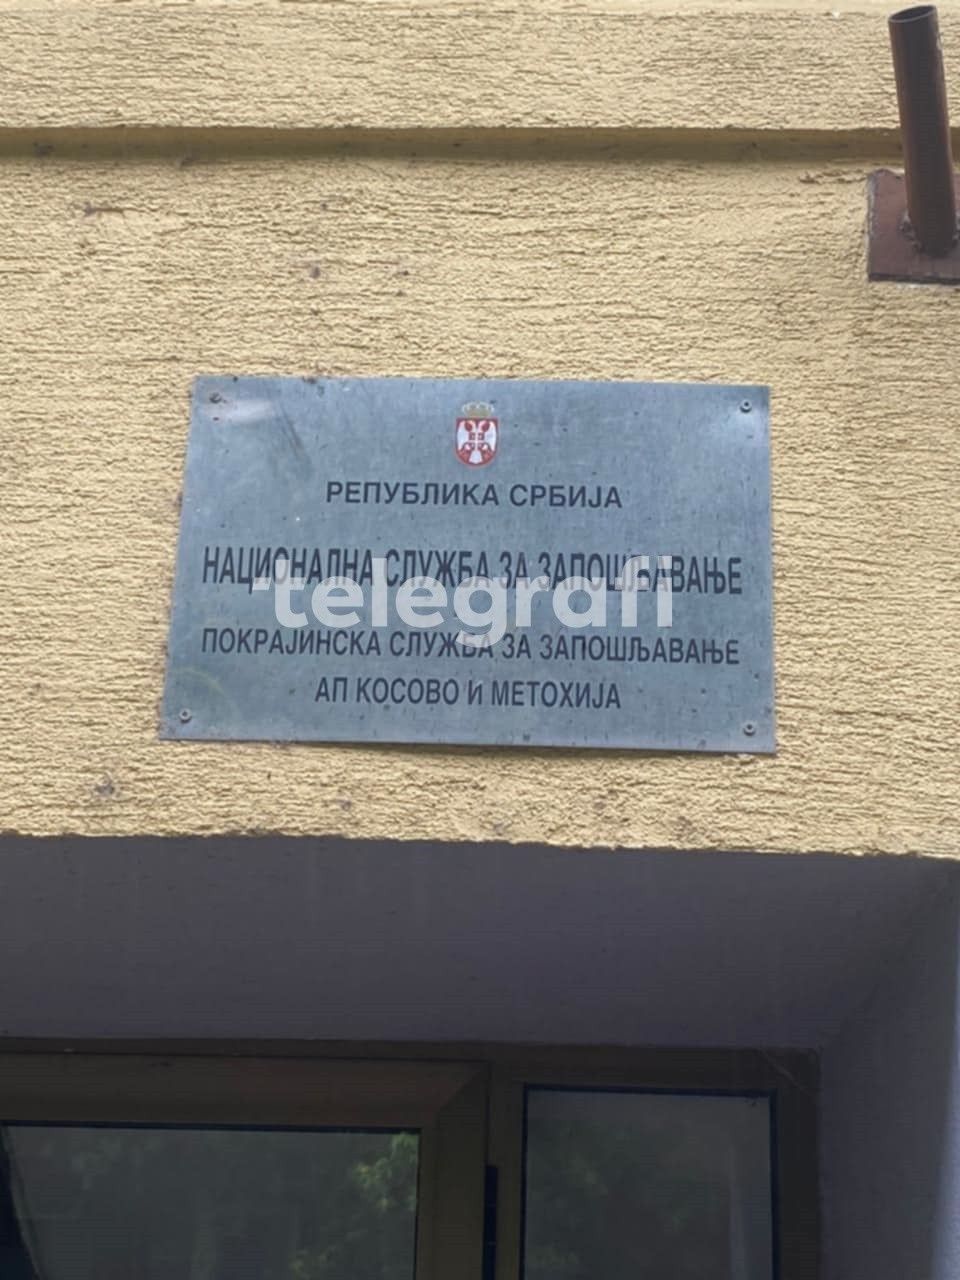 РЕПУБЛИКА СРБИЈА
НАЦИОНАЛНА СЛУЖБА ЗА ЗАПОШЉАВАЊЕ
telegrafi
ПОКРАЈИНСКА СЛУЖБА ЗА ЗАПОШЉАВАЊЕ
АП КОСОВО И МЕТОХИЈА